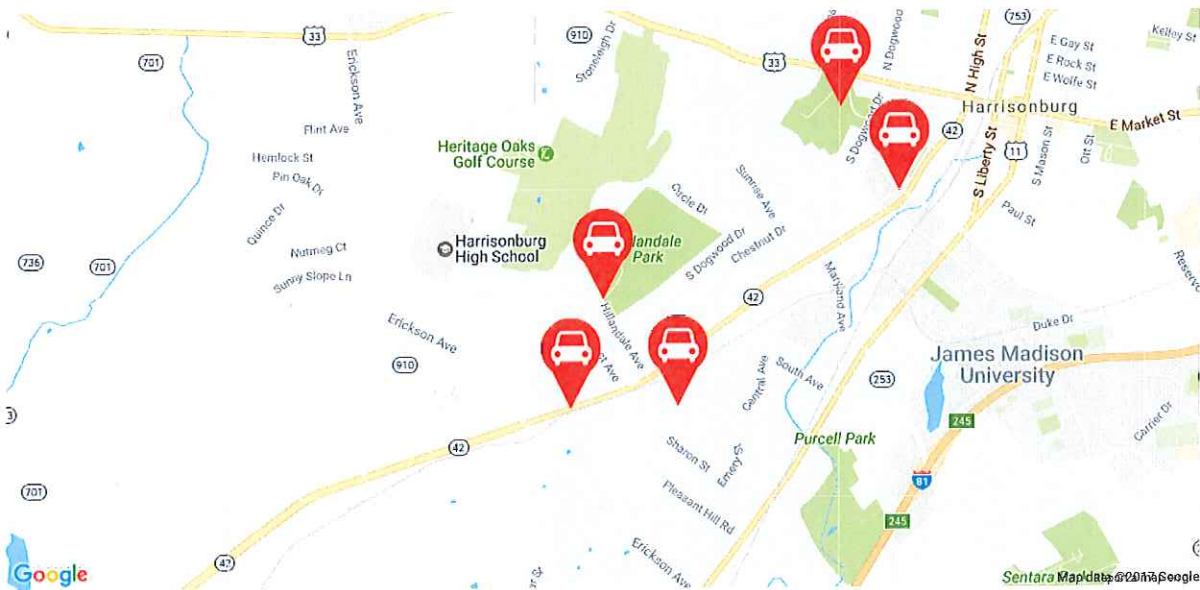 753
Kelley St
701
33
910
Stoneleigh Dr
Erickson Ave
33
N Dogwood
N High St
E Gay St
E Rock St
E Wolfe St
Harrisonburg
E Market St
Flint Ave
Hemlock St
Pin Oak Dr
Quince Dr
Nutmeg Ct
Sunny Slope Ln
Heritage Oaks
Golf Course
S Dogwood Dr
42
S Liberty St
11
S Mason St
Ott St
Paul St
Circle Dr
Sunrise Ave
S Dogwood Dr
Chestnut Dr
Park
Harrisonburg
High School
736
701
42
Maryland Ave
Duke Dr
Erickson Ave
910
Hillandale Ave
Central Ave
South Ave
253
James Madison
University
245
Carrier Dr
Purcell Park
42
Sharon St
Emery St
Pleasant Hill Rd
81
245
701
42
Erickson Ave
Google
Sentara
Google